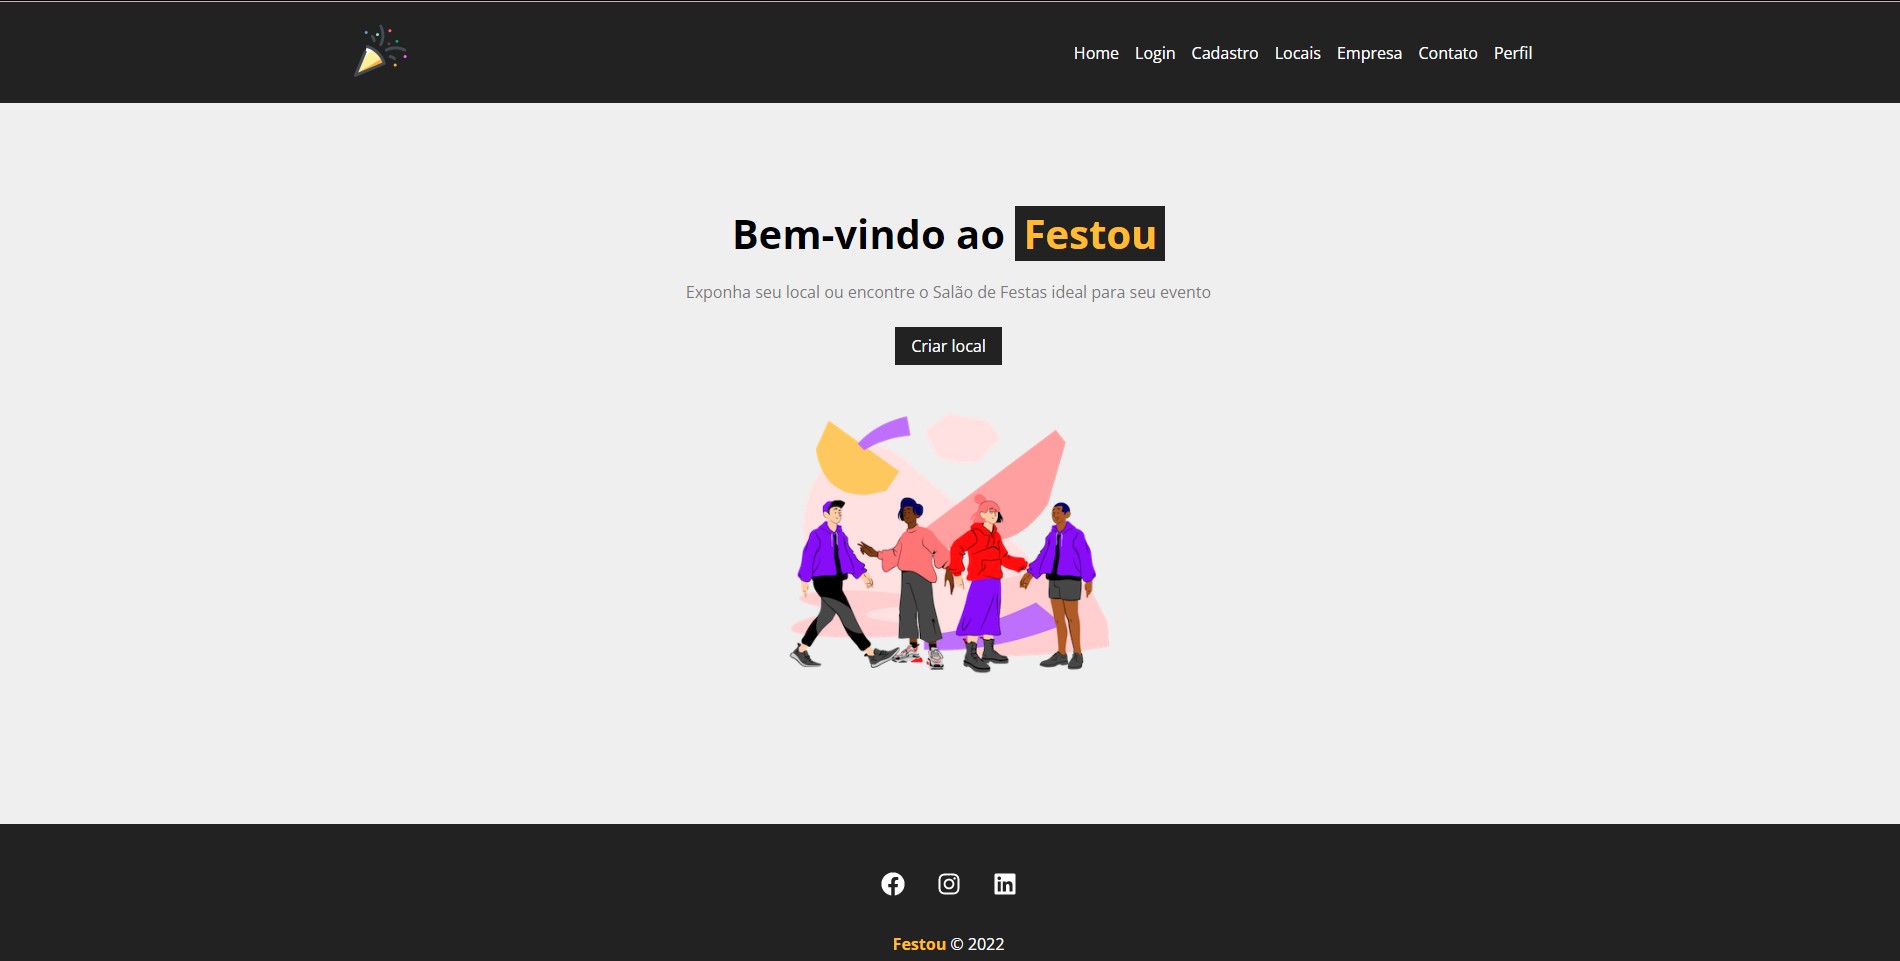 Home Login Cadastro Locais Empresa Contato Perfil
Bem-vindo ao Festou
Exponha seu local ou encontre o Salão de Festas ideal para seu evento
Criar local
Festou © 2022